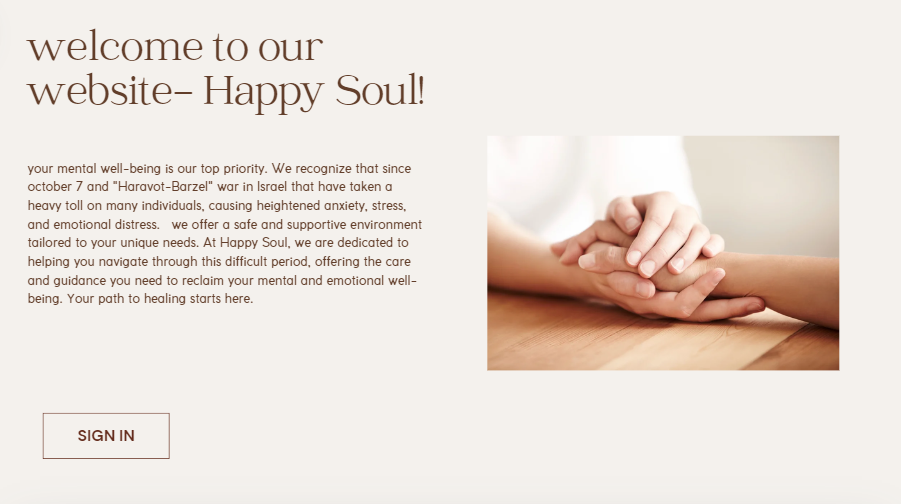 welcome to our
website- Happy Soul!
your mental well-being is our top priority. We recognize that since
october 7 and "Haravot-Barzel" war in Israel that have taken a
heavy toll on many individuals, causing heightened anxiety, stress,
and emotional distress.   we offer a safe and supportive environment
tailored to your unique needs. At Happy Soul, we are dedicated to
helping you navigate through this difficult period, offering the care
and guidance you need to reclaim your mental and emotional well-
being. Your path to healing starts here.
SIGN IN